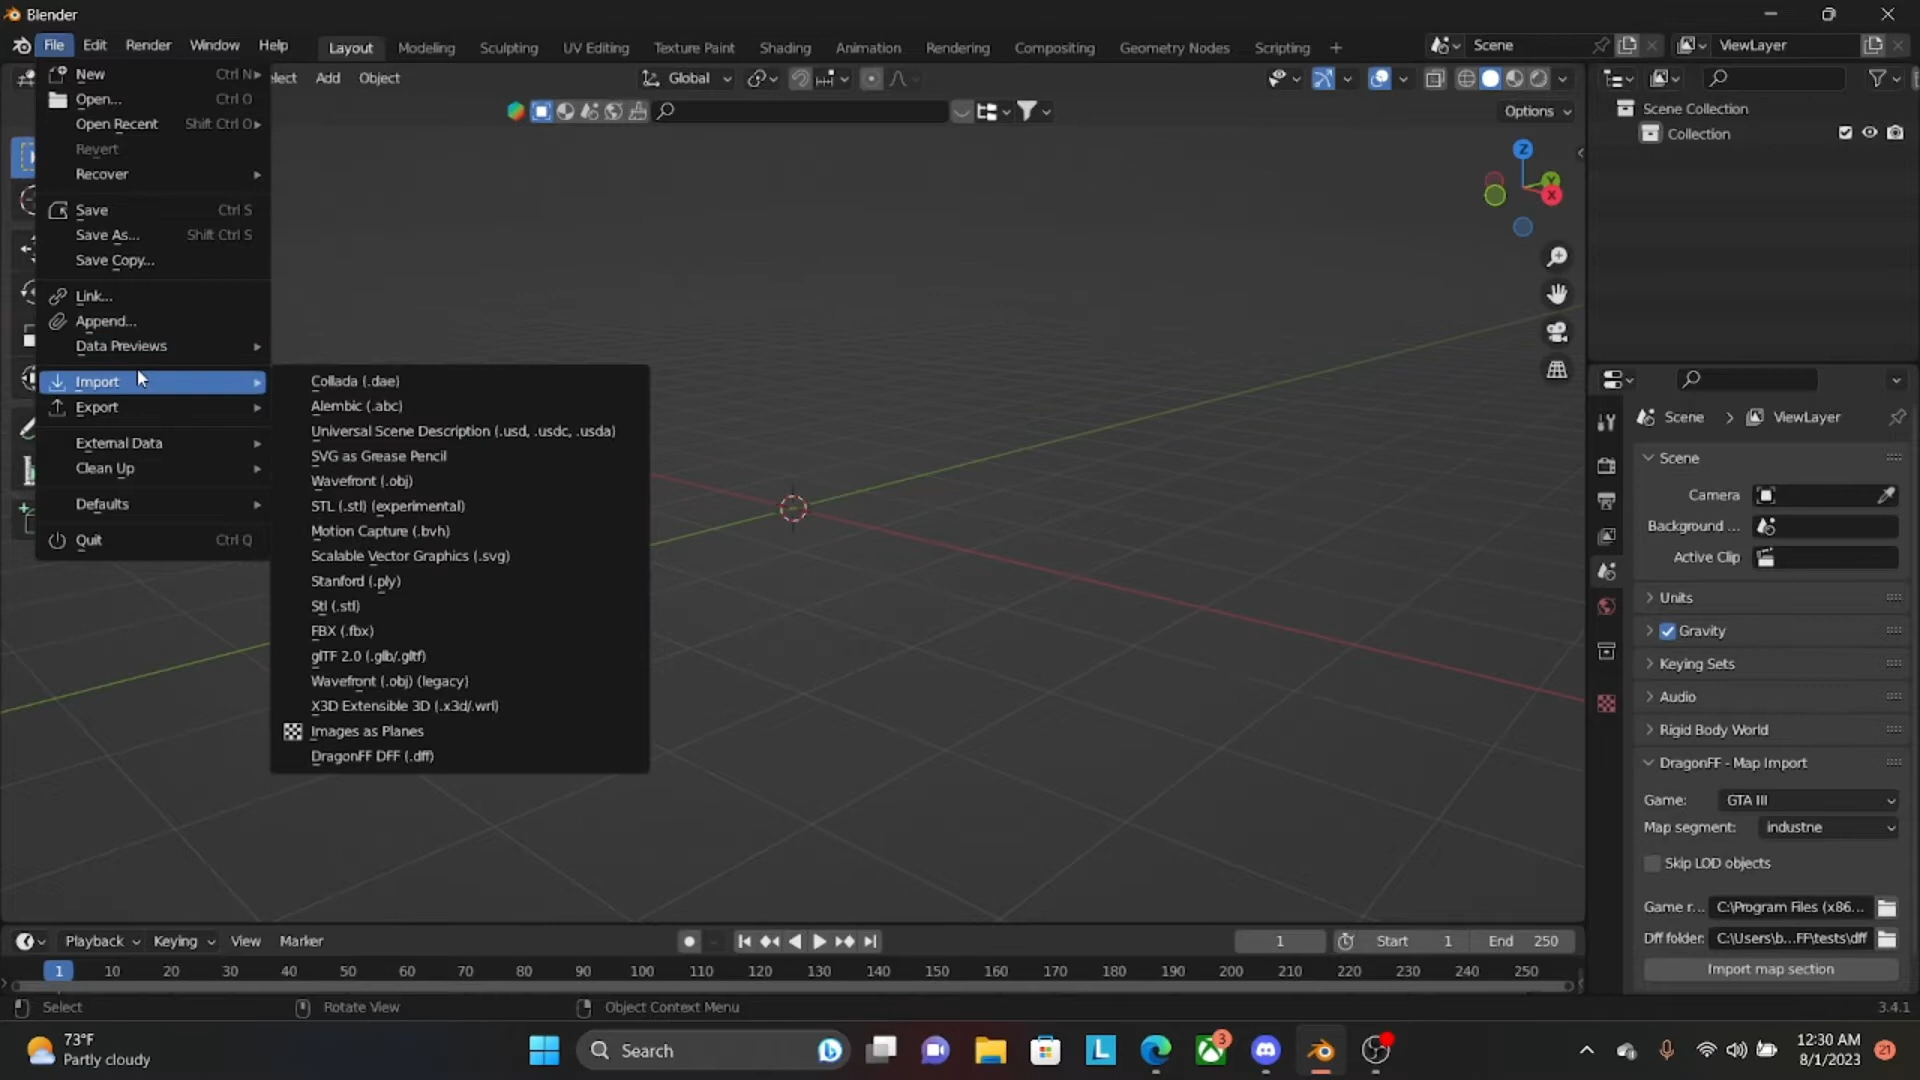 Blender
File Edit Render Window Help Layout Modeling Sculpting UV Editing Texture Paint Shading Animation Rendering Compositing Geometry Nodes Scripting + Scene ViewLayer
lect Add Object Global
Options
New Ctrl N
Open... Ctrl O
Open Recent Shift Ctrl O
Revert
Recover
Save Ctrl S
Save As... Shift Ctrl S
Save Copy...
Link...
Append...
Data Previews
Import
Export
External Data
Clean Up
Defaults
Quit Ctrl Q
Collada (.dae)
Alembic (.abc)
Universal Scene Description (.usd, .usdc, .usda)
SVG as Grease Pencil
Wavefront (.obj)
STL (.stl) (experimental)
Motion Capture (.bvh)
Scalable Vector Graphics (.svg)
Stanford (.ply)
Stl (.stl)
FBX (.fbx)
glTF 2.0 (.glb/.gltf)
Wavefront (.obj) (legacy)
X3D Extensible 3D (.x3d/.wrl)
Images as Planes
DragonFF DFF (.dff)
Z
Y
X
Scene Collection
Collection
Scene > ViewLayer
Scene
Camera
Background ...
Active Clip
Units
Gravity
Keying Sets
Audio
Rigid Body World
DragonFF - Map Import
Game: GTA III
Map segment: industne
Skip LOD objects
Game r... C:\Program Files (x86...
Dff folder: C:\Users\b...FF\tests\dff
Import map section
Playback Keying View Marker 1 Start 1 End 250
1 10 20 30 40 50 60 70 80 90 100 110 120 130 140 150 160 170 180 190 200 210 220 230 240 250
Select Rotate View Object Context Menu 3.4.1
73°F
Partly cloudy
Search
L
3
12:30 AM
8/1/2023
21